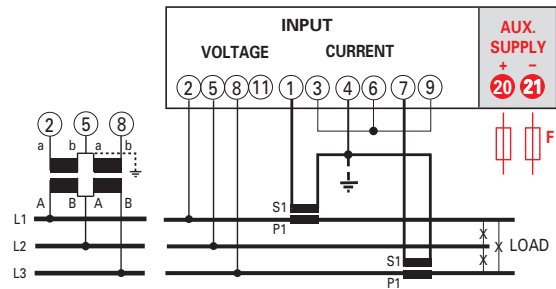 INPUT
AUX.
SUPPLY
VOLTAGE CURRENT
+ −
2 5 8 11 1 3 4 6 7 9 20 21
2 5 8
a b a b
F
A B A B
S1
L1
P1
L2
X X LOAD
S1 X
L3
P1